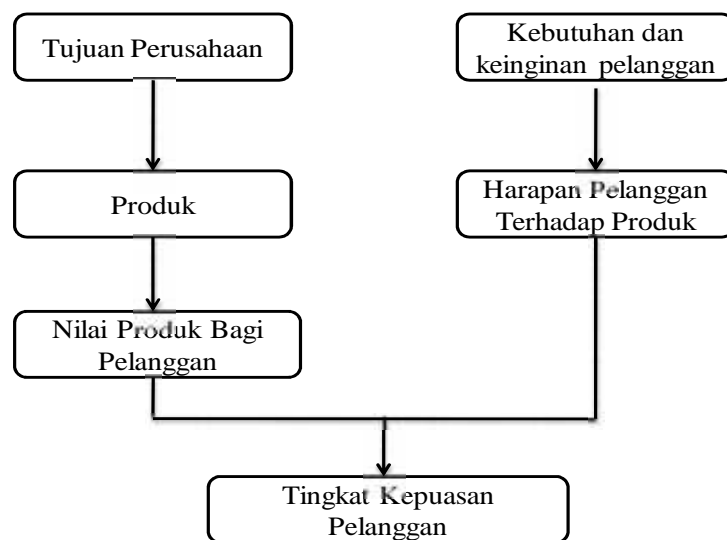 Tujuan Perusahaan
Kebutuhan dan
keinginan pelanggan
Produk
Harapan Pelanggan
Terhadap Produk
Nilai Produk Bagi
Pelanggan
Tingkat Kepuasan
Pelanggan